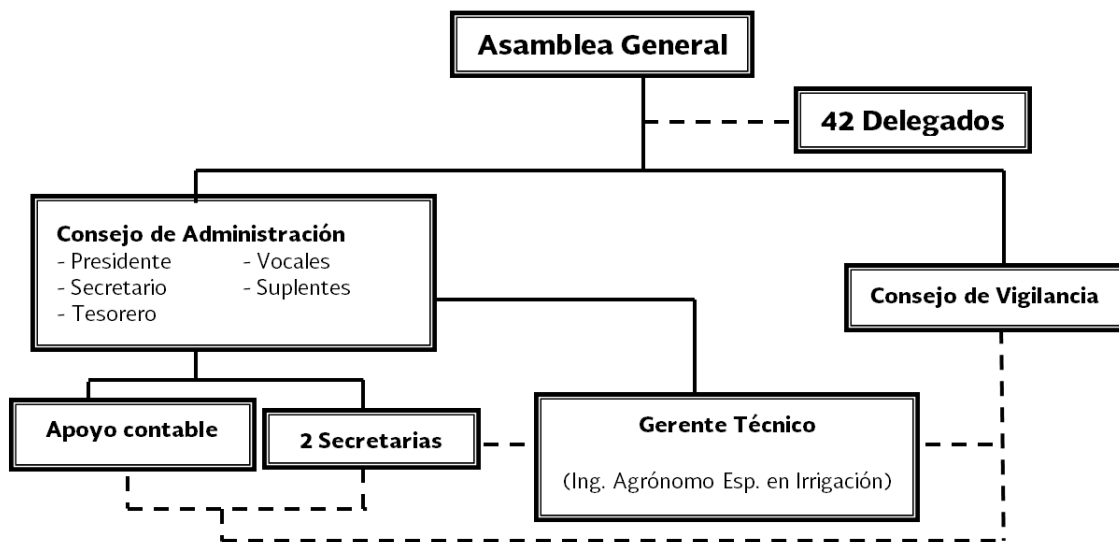 Asamblea General
42 Delegados
Consejo de Administración
- Presidente - Vocales
- Secretario - Suplentes
- Tesorero
Consejo de Vigilancia
Apoyo contable
2 Secretarias
Gerente Técnico
(Ing. Agrónomo Esp. en Irrigación)